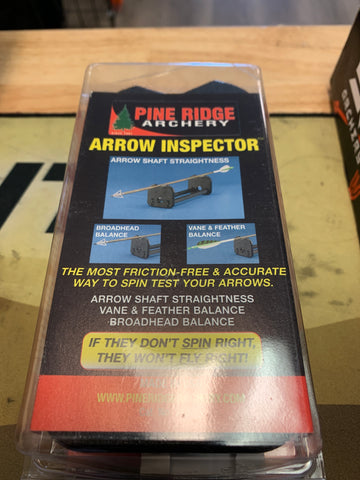 PINE RIDGE
ARCHERY
ARROW INSPECTOR
ARROW SHAFT STRAIGHTNESS
BROADHEAD
BALANCE
VANE & FEATHER
BALANCE
THE MOST FRICTION-FREE & ACCURATE
WAY TO SPIN TEST YOUR ARROWS.
ARROW SHAFT STRAIGHTNESS
VANE & FEATHER BALANCE
BROADHEAD BALANCE
IF THEY DON'T SPIN RIGHT,
THEY WON'T FLY RIGHT!